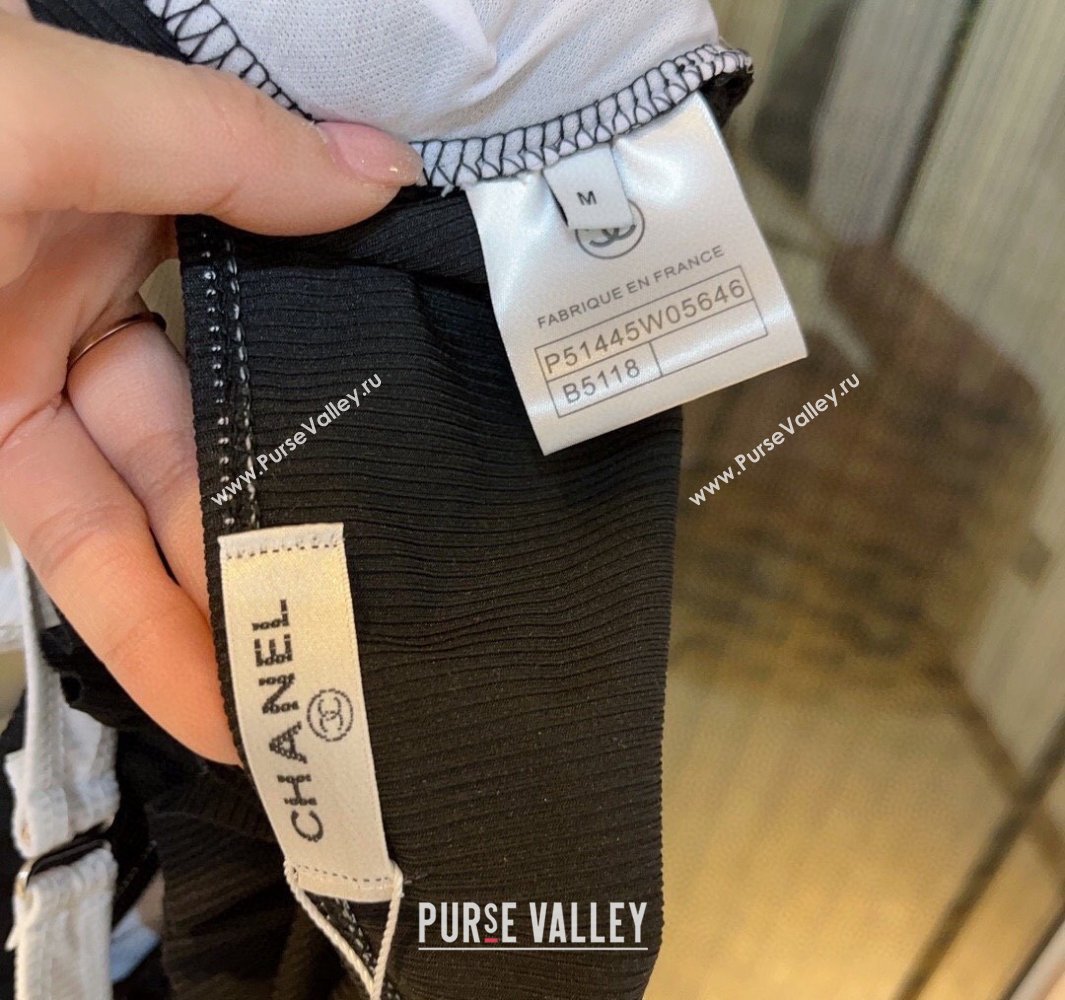 M
FABRIQUE EN FRANCE
P51445W05646
B5118
www.PurseValley.ru
www.PurseValley.ru
CHANEL
PURSE VALLEY